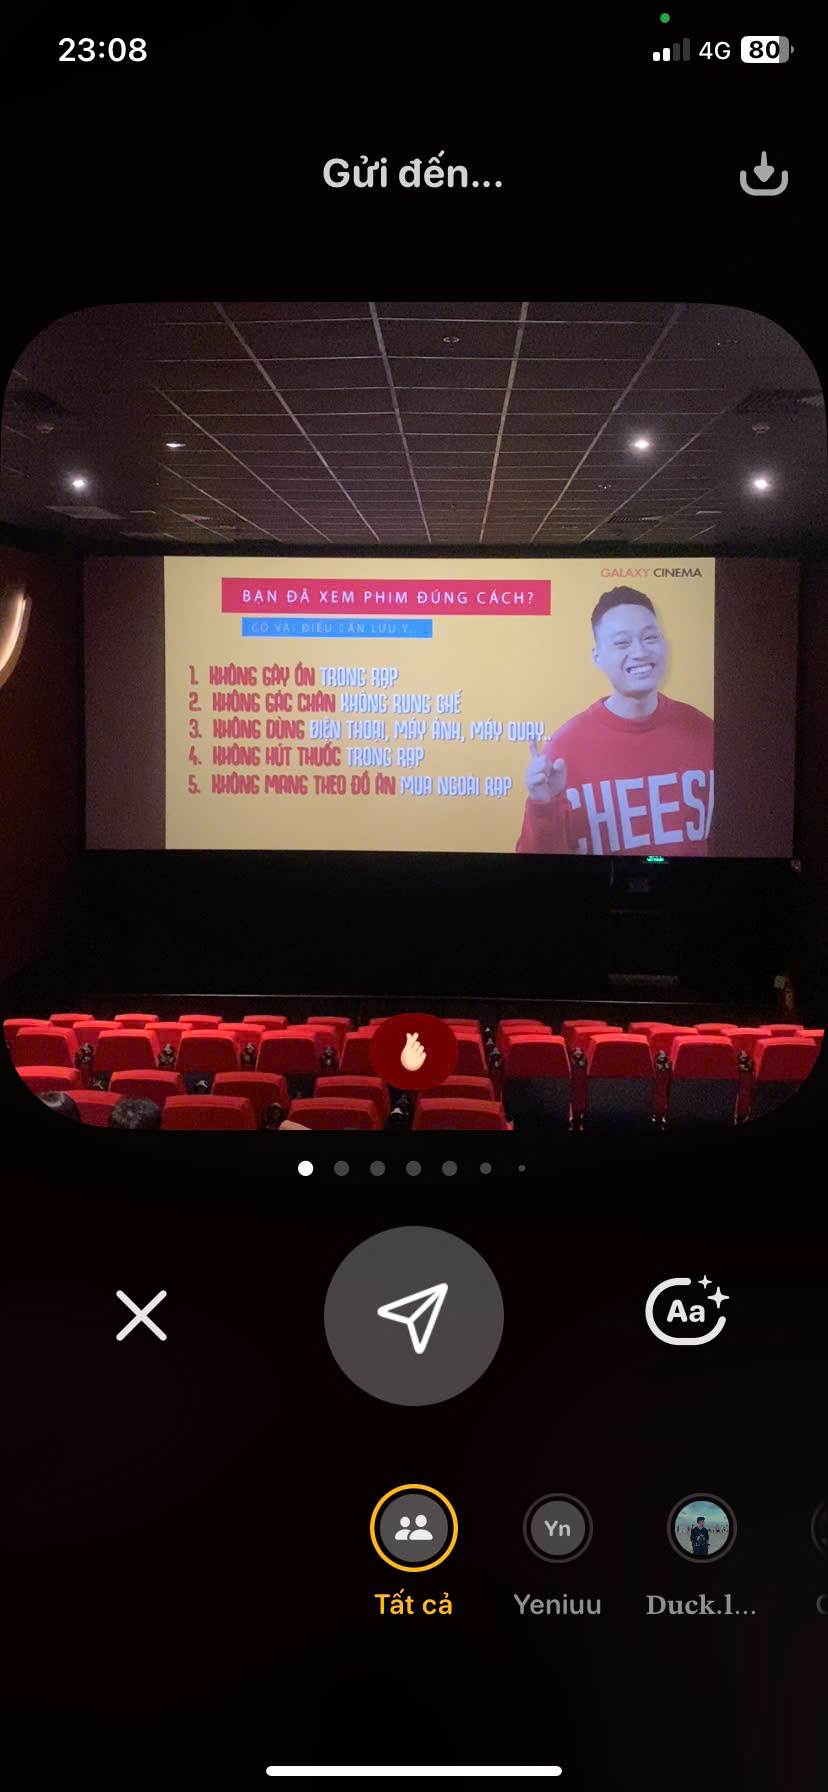 23:08
4G
80
Gửi đến...
GALAXY CINEMA
BẠN ĐÃ XEM PHIM ĐÚNG CÁCH?
CÓ VÀI ĐIỀU CẦN LƯU Ý...
1. KHÔNG GÂY ỒN TRONG RẠP
2. KHÔNG GÁC CHÂN KHÔNG RUNG GHẾ
3. KHÔNG DÙNG ĐIỆN THOẠI, MÁY ẢNH, MÁY QUAY..
4. KHÔNG HÚT THUỐC TRONG RẠP
5. KHÔNG MANG THEO ĐỒ ĂN MUA NGOÀI RẠP
CHEES
Aa
Yn
Tất cả
Yeniuu
Duck.l...